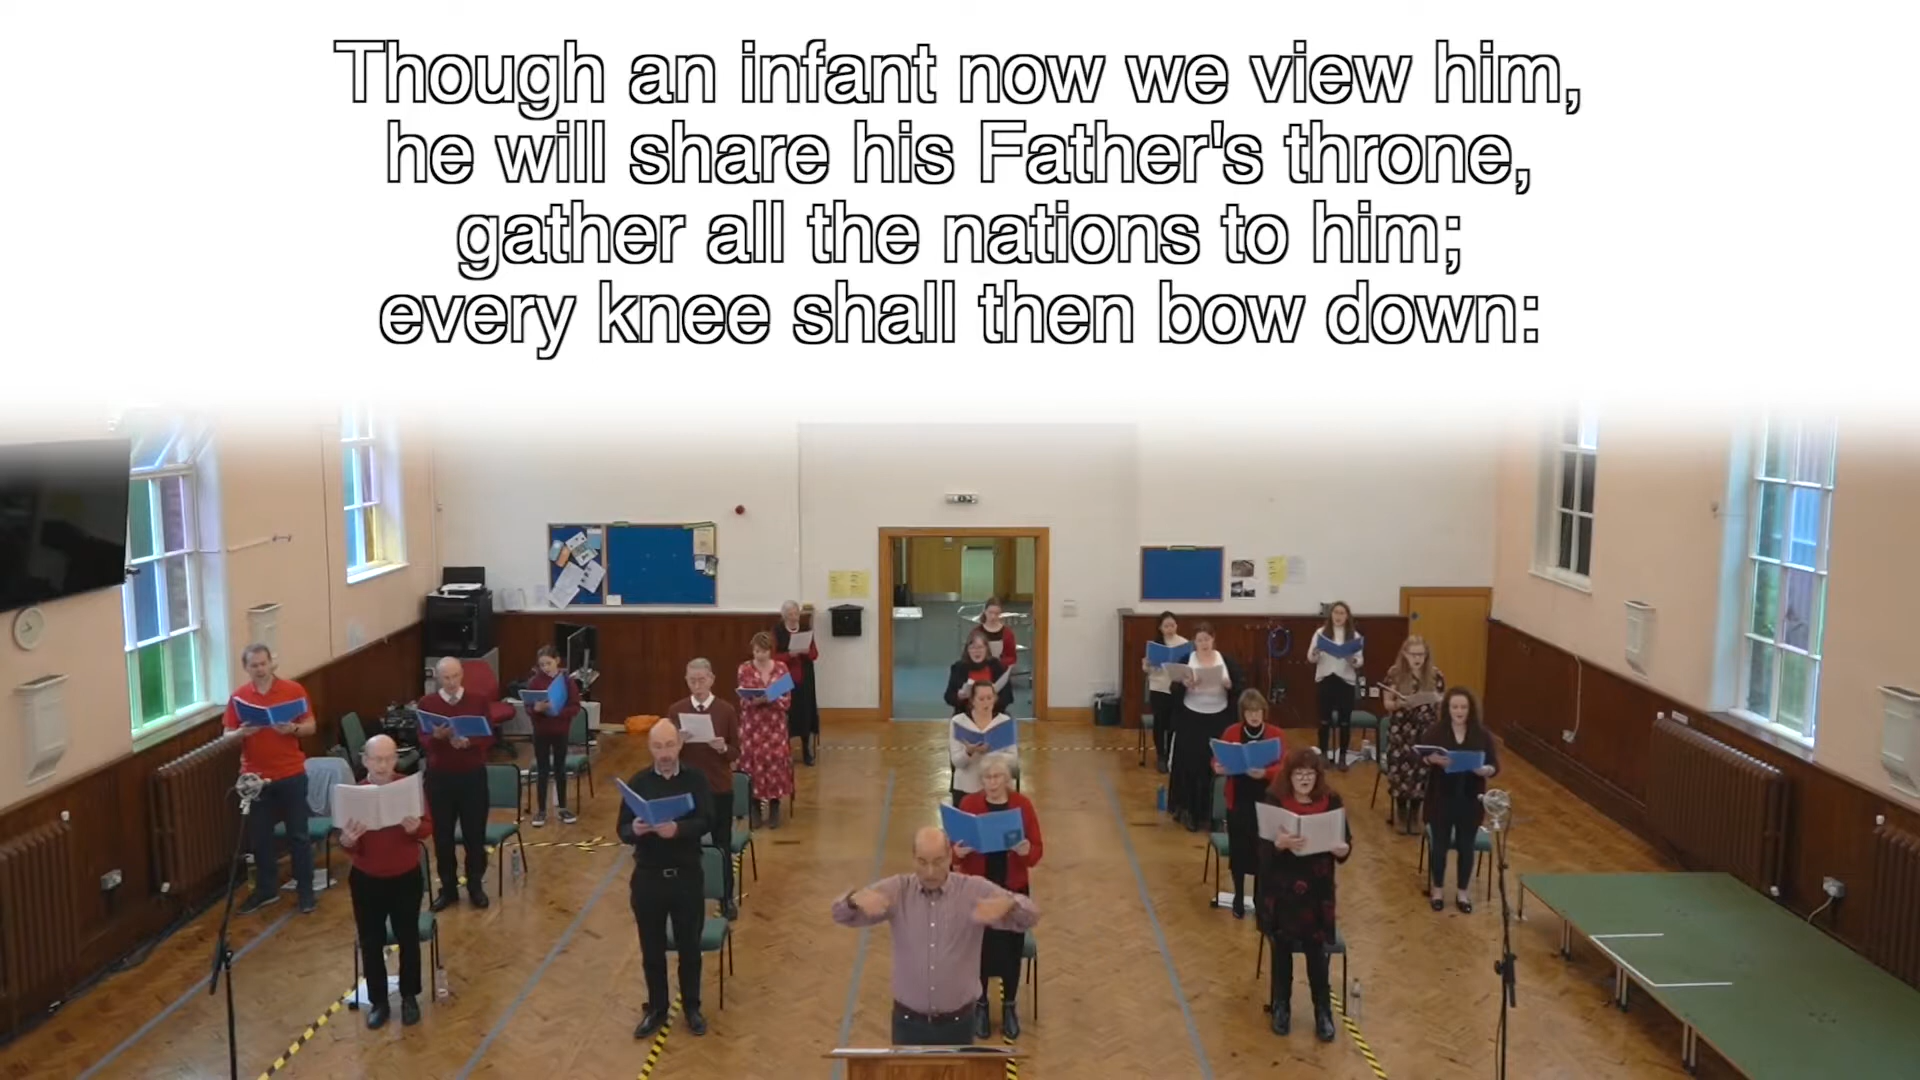 Though an infant now we view him,
he will share his Father's throne,
gather all the nations to him;
every knee shall then bow down: